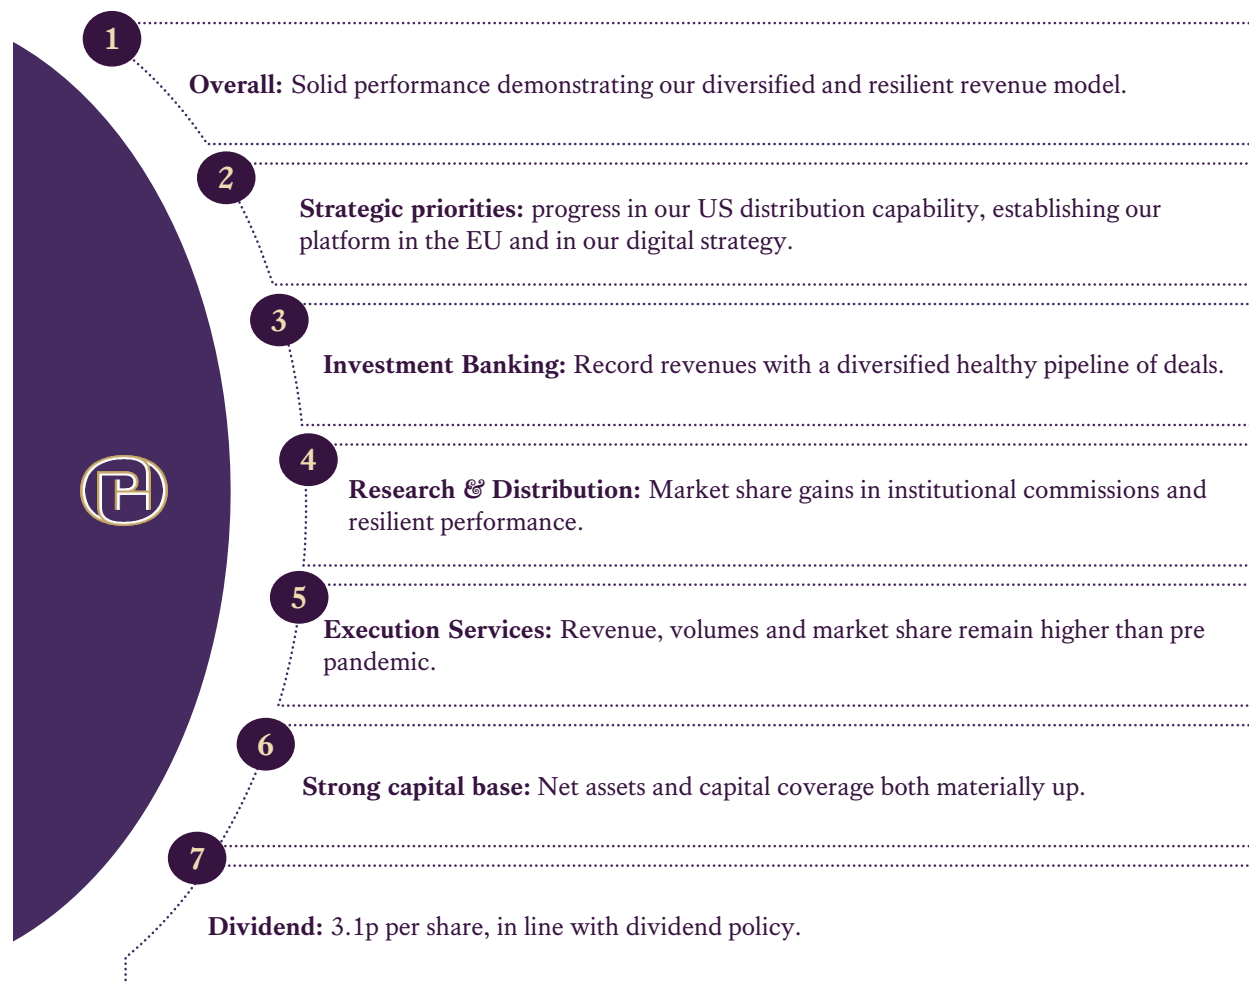 1
Overall: Solid performance demonstrating our diversified and resilient revenue model.
2
Strategic priorities: progress in our US distribution capability, establishing our
platform in the EU and in our digital strategy.
3
Investment Banking: Record revenues with a diversified healthy pipeline of deals.
4
Research & Distribution: Market share gains in institutional commissions and
resilient performance.
5
Execution Services: Revenue, volumes and market share remain higher than pre
pandemic.
6
Strong capital base: Net assets and capital coverage both materially up.
7
Dividend: 3.1p per share, in line with dividend policy.